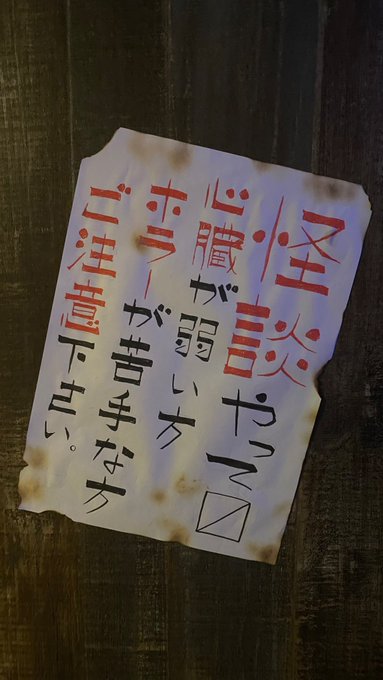 怪談やって〼
心臓が弱い方
ホラーが苦手な方
ご注意下さい。